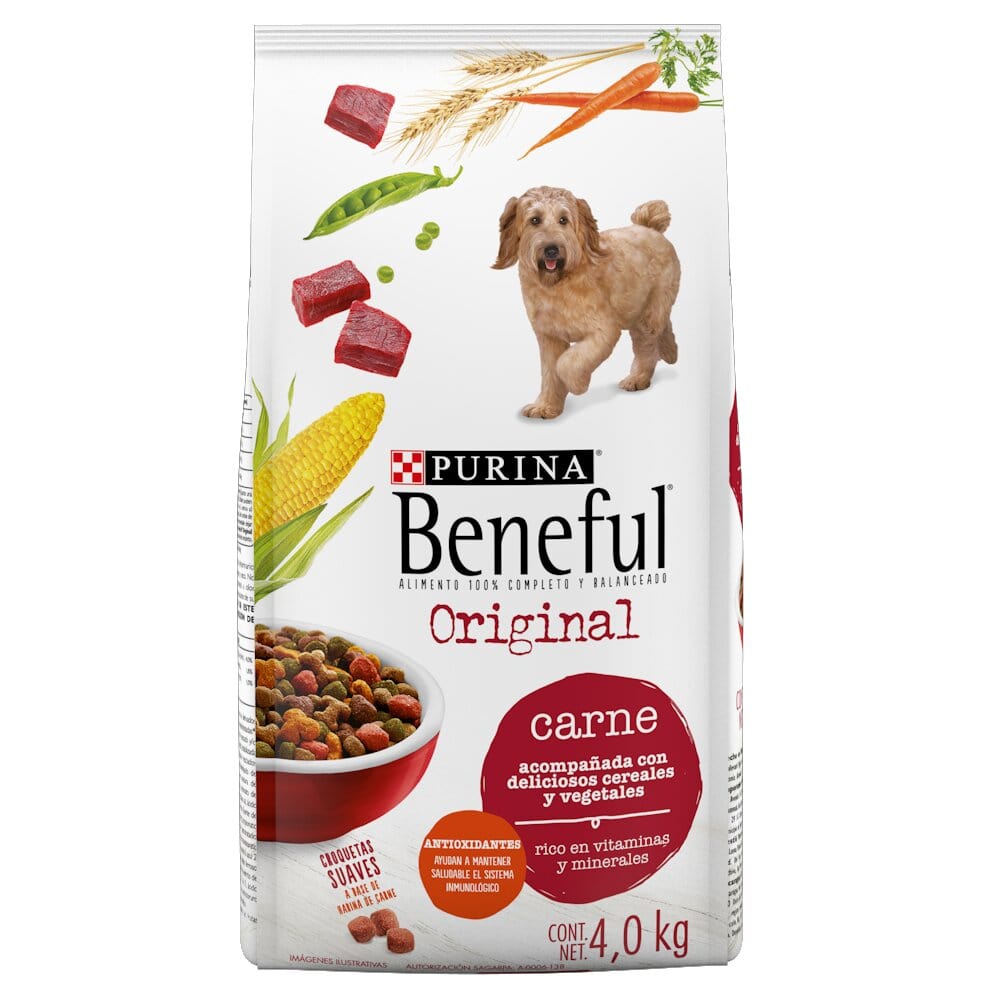 PURINA®
Beneful®
ALIMENTO 100% COMPLETO Y BALANCEADO
Original
carne
acompañada con
deliciosos cereales
y vegetales
rico en vitaminas
y minerales
ANTIOXIDANTES
AYUDAN A MANTENER
SALUDABLE EL SISTEMA
INMUNOLÓGICO
CROQUETAS
SUAVES
A BASE DE
HARINA DE CARNE
CONT.
NET. 4,0 kg
IMÁGENES ILUSTRATIVAS AUTORIZACIÓN SAGARPA A-0006-138